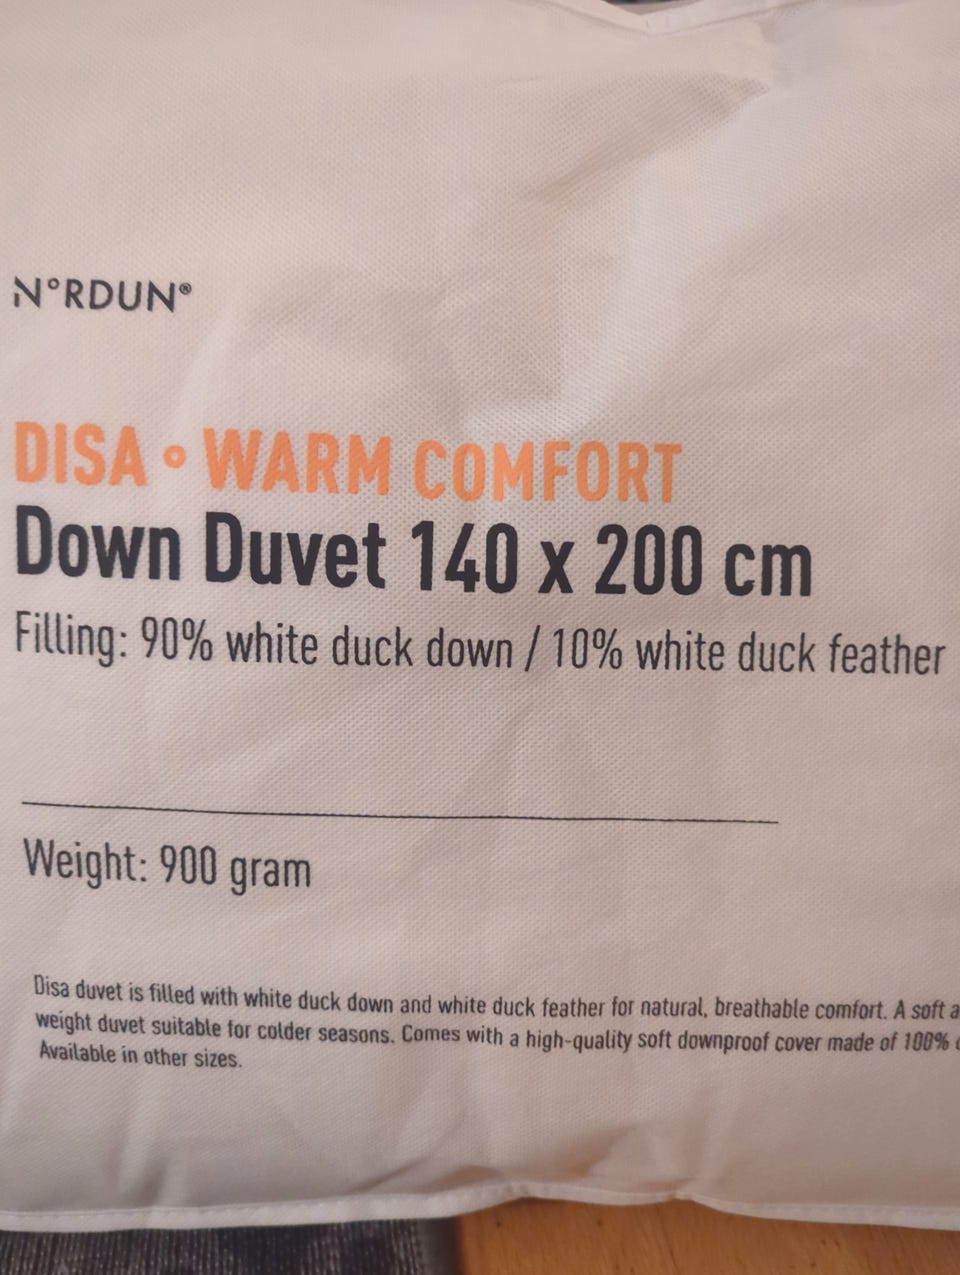 N°RDUN®
DISA ° WARM COMFORT
Down Duvet 140 x 200 cm
Filling: 90% white duck down / 10% white duck feather
Weight: 900 gram
Disa duvet is filled with white duck down and white duck feather for natural, breathable comfort. A soft
weight duvet suitable for colder seasons. Comes with a high-quality soft downproof cover made of 100%
Available in other sizes.